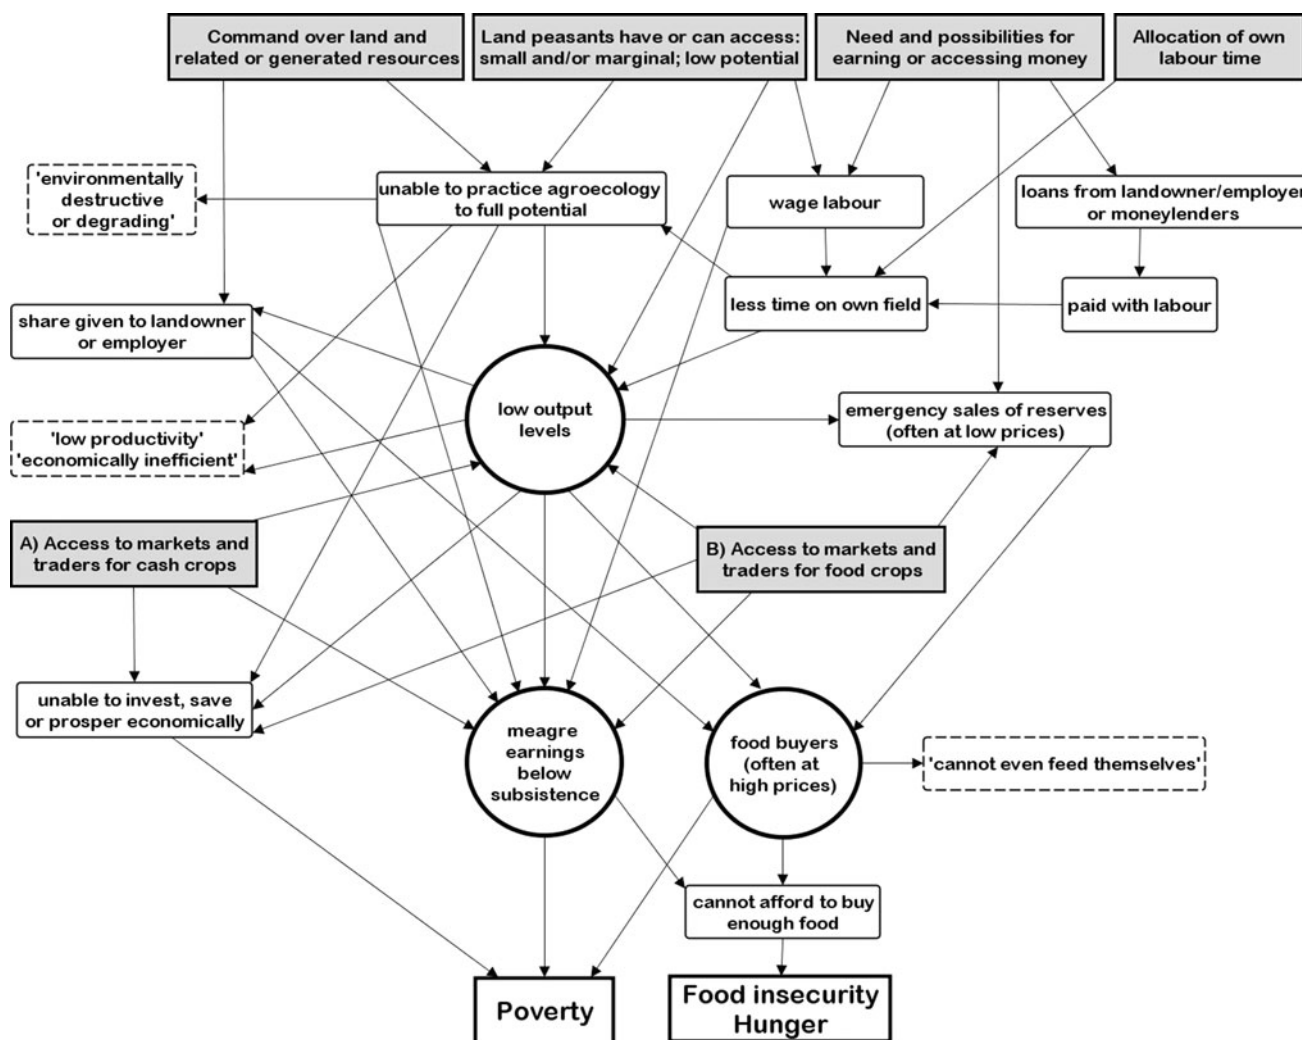 Command over land and
related or generated resources
Land peasants have or can access:
small and/or marginal; low potential
Need and possibilities for
earning or accessing money
Allocation of own
labour time
'environmentally
destructive
or degrading'
unable to practice agroecology
to full potential
wage labour
loans from landowner/employer
or moneylenders
share given to landowner
or employer
less time on own field
paid with labour
low output
levels
emergency sales of reserves
(often at low prices)
'low productivity'
'economically inefficient'
A) Access to markets and
traders for cash crops
B) Access to markets and
traders for food crops
unable to invest, save
or prosper economically
meagre
earnings
below
subsistence
food buyers
(often at
high prices)
'cannot even feed themselves'
cannot afford to buy
enough food
Poverty
Food insecurity
Hunger